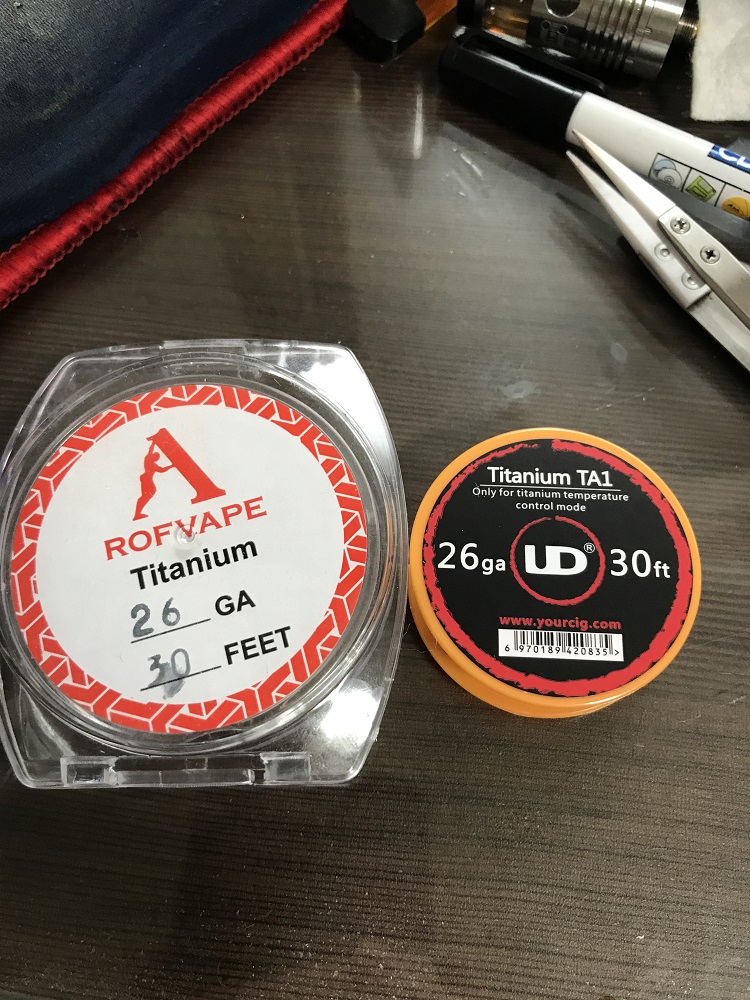 ROFVAPE
Titanium
26 GA
30 FEET
Titanium TA1
Only for titanium temperature
control mode
26ga UD® 30ft
www.yourcig.com
6 970189 420835 >